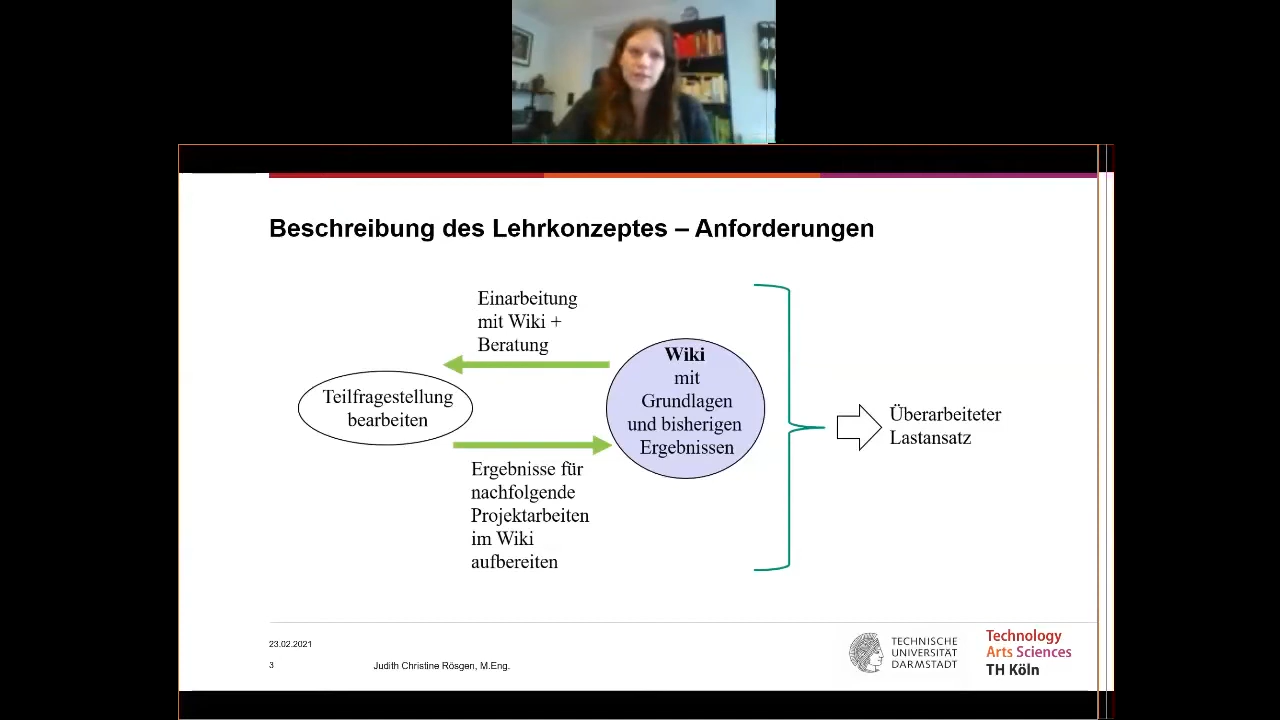 Beschreibung des Lehrkonzeptes – Anforderungen
Einarbeitung
mit Wiki +
Beratung
Teilfragestellung
bearbeiten
Wiki
mit
Grundlagen
und bisherigen
Ergebnissen
Ergebnisse für
nachfolgende
Projektarbeiten
im Wiki
aufbereiten
Überarbeiteter
Lastansatz
23.02.2021
3
Judith Christine Rösgen, M.Eng.
TECHNISCHE
UNIVERSITÄT
DARMSTADT
Technology
Arts Sciences
TH Köln